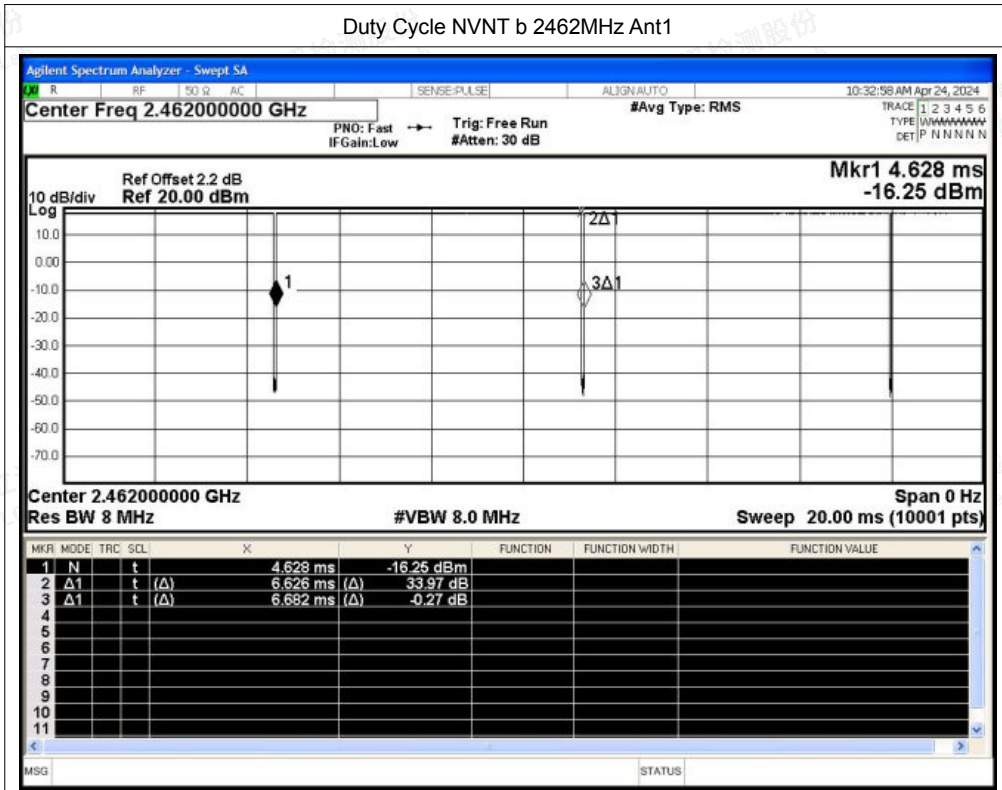 Duty Cycle NVNT b 2462MHz Ant1
Agilent Spectrum Analyzer - Swept SA
R RF 50 Ω AC SENSE:PULSE ALIGN AUTO 10:32:58 AM Apr 24, 2024
Center Freq 2.462000000 GHz #Avg Type: RMS TRACE 1 2 3 4 5 6
PNO: Fast Trig: Free Run TYPE WWWWWW
IFGain:Low #Atten: 30 dB DET P N N N N N
Mkr1 4.628 ms
Ref Offset 2.2 dB
10 dB/div Ref 20.00 dBm -16.25 dBm
Log
2Δ1
10.0
0.00
1 3Δ1
-10.0
-20.0
-30.0
-40.0
-50.0
-60.0
-70.0
Center 2.462000000 GHz Span 0 Hz
Res BW 8 MHz #VBW 8.0 MHz Sweep 20.00 ms (10001 pts)
MKR MODE TRC SCL X Y FUNCTION FUNCTION WIDTH FUNCTION VALUE
1 N t 4.628 ms -16.25 dBm
2 Δ1 t (Δ) 6.626 ms (Δ) 33.97 dB
3 Δ1 t (Δ) 6.682 ms (Δ) -0.27 dB
4
5
6
7
8
9
10
11
MSG STATUS